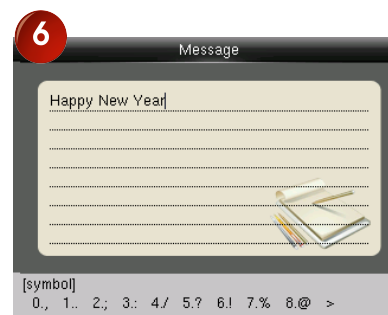 6
Message
Happy New Year
[symbol]
0., 1.. 2.; 3.: 4./ 5.? 6.! 7.% 8.@ >